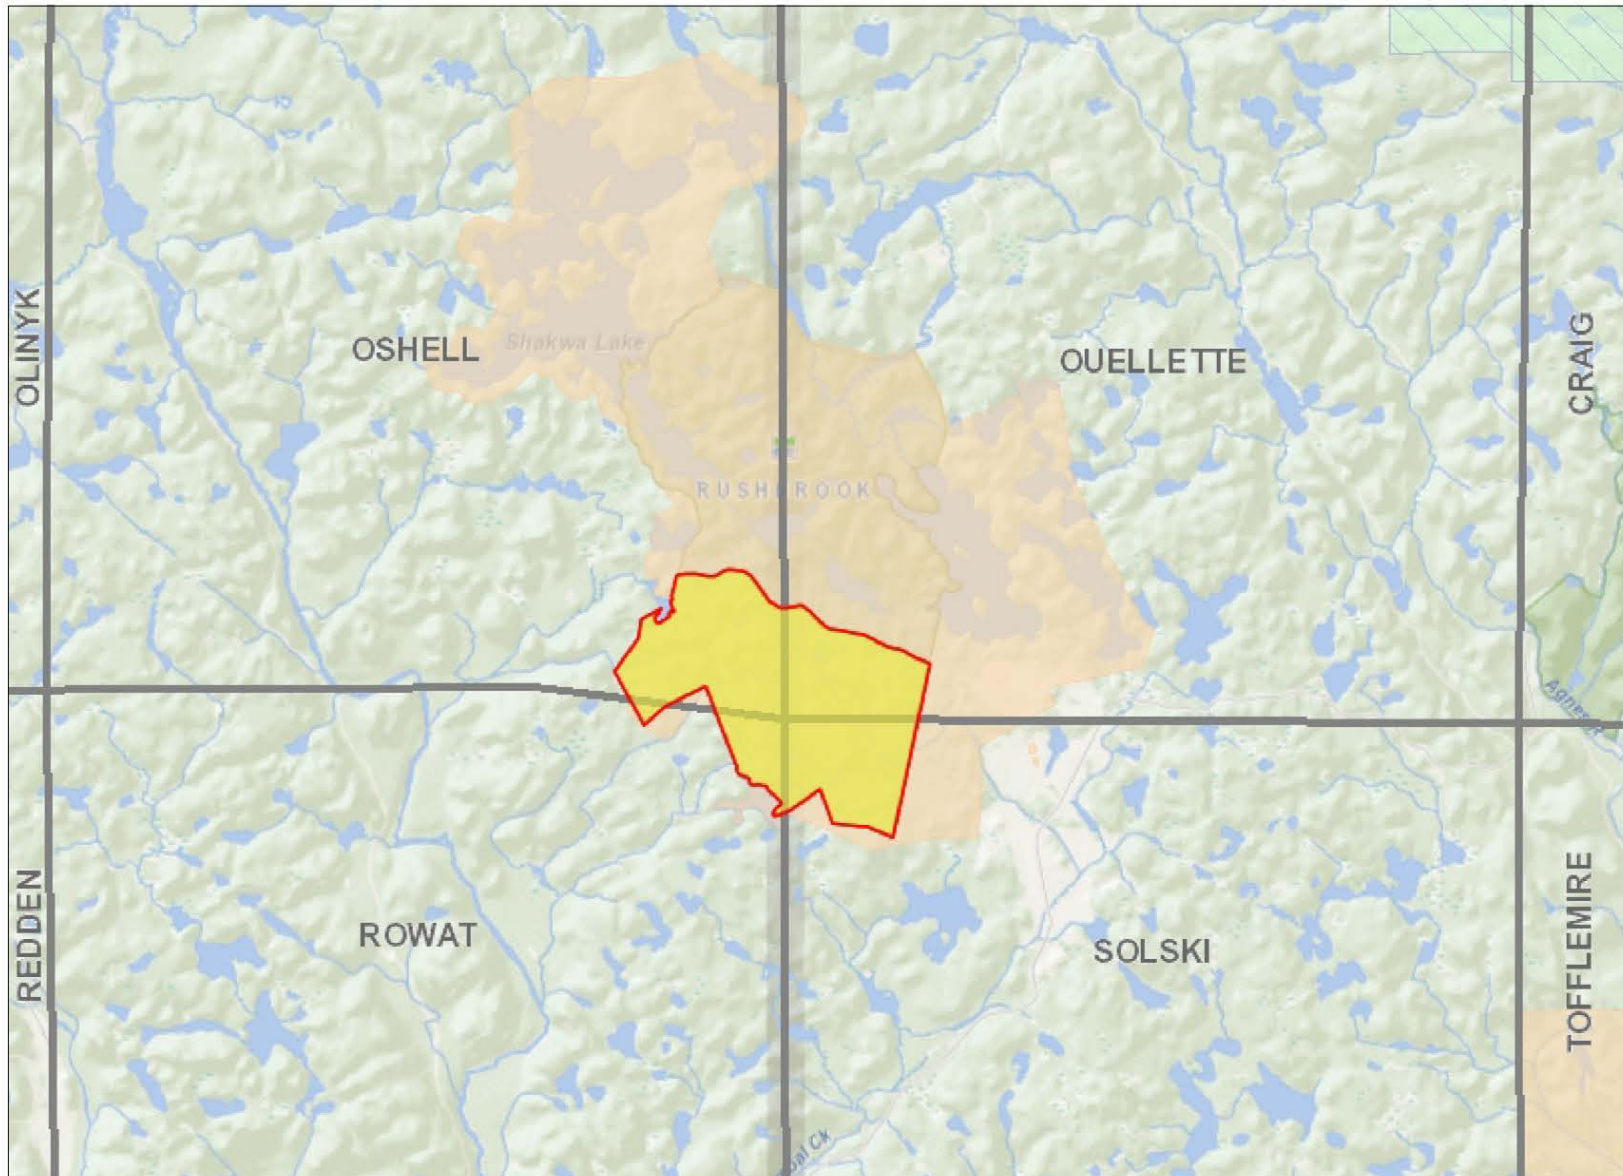 OLINYK
OSHELL
Shakwa Lake
OUELLETTE
CRAIG
RUSHBROOK
REDDEN
ROWAT
SOLSKI
TOFFLEMIRE